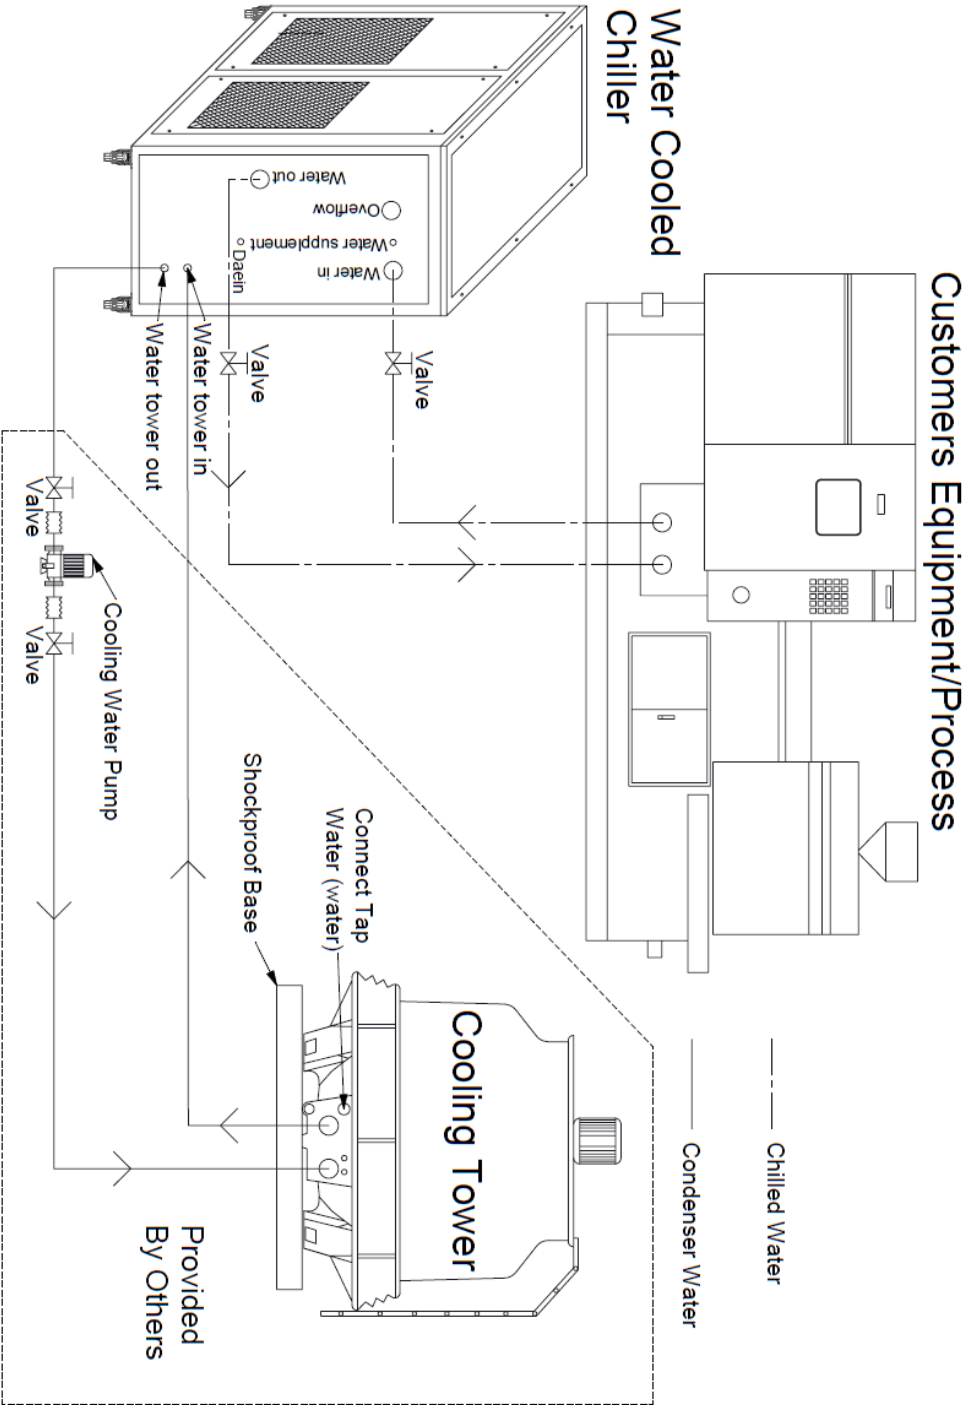 Customers Equipment/Process
Water Cooled
Chiller
Chilled Water
Condenser Water
Water out
Overflow
Water supplement
Daein
Water in
Valve
Valve
Water tower in
Water tower out
Cooling Tower
Connect Tap
Water (water)
Shockproof Base
Cooling Water Pump
Valve
Valve
Provided
By Others